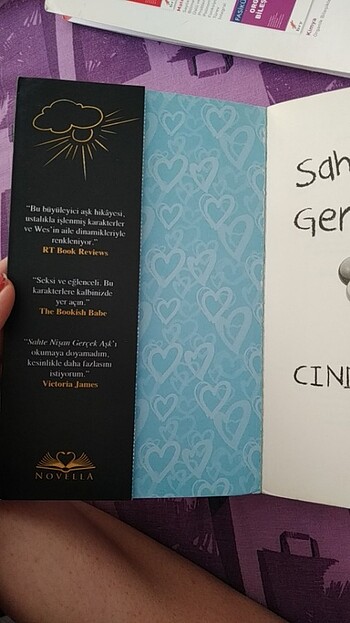 "Bu büyüleyici aşk hikâyesi,
ustalıkla işlenmiş karakterler
ve Wes'in aile dinamikleriyle
renkleniyor."
RT Book Reviews
"Seksi ve eğlenceli. Bu
karakterlere kalbinizde
yer açın."
The Bookish Babe
"Sahte Nişan Gerçek Aşk'ı
okumaya doyamadım,
kesinlikle daha fazlasını
istiyorum."
Victoria James
NOVELLA
Sah
Ger
CIND
Kimya